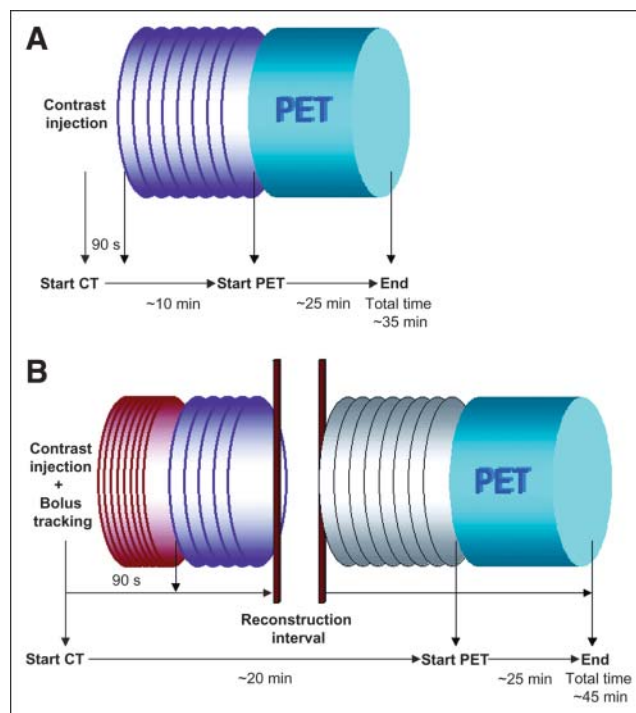 A
Contrast
injection
PET
90 s
Start CT
Start PET
End
~10 min
~25 min
Total time
~35 min
B
Contrast
injection
+
Bolus
tracking
PET
90 s
Reconstruction
interval
Start CT
Start PET
End
~20 min
~25 min
Total time
~45 min